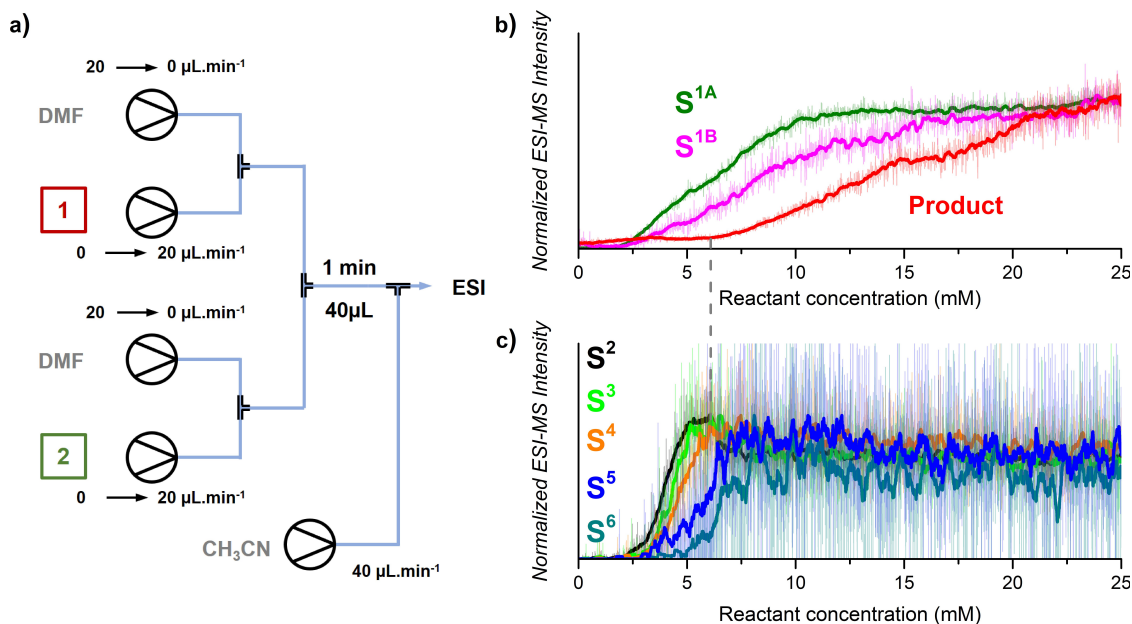 a)
20 → 0 µL.min⁻¹
DMF
1
0 → 20 µL.min⁻¹
20 → 0 µL.min⁻¹
DMF
2
0 → 20 µL.min⁻¹
1 min
40µL
ESI
CH₃CN
40 µL.min⁻¹
b)
Normalized ESI-MS Intensity
S¹ᴬ
S¹ᴮ
Product
0 5 10 15 20 25
Reactant concentration (mM)
c)
Normalized ESI-MS Intensity
S²
S³
S⁴
S⁵
S⁶
0 5 10 15 20 25
Reactant concentration (mM)